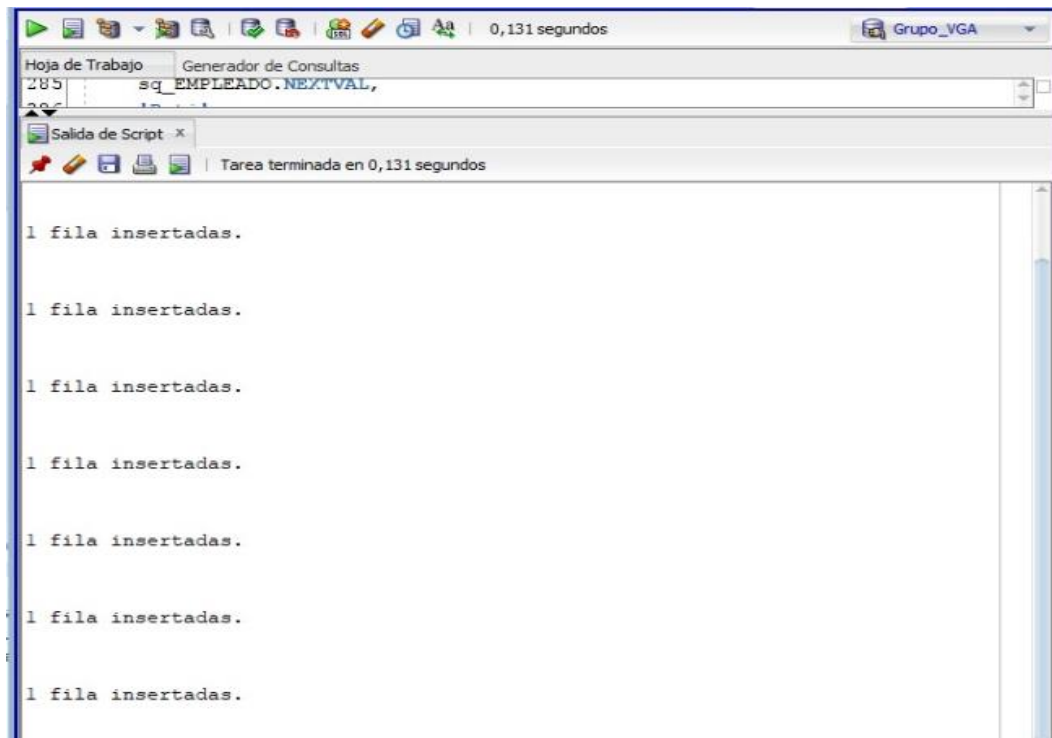 0,131 segundos
Grupo_VGA
Hoja de Trabajo Generador de Consultas
285 sq_EMPLEADO.NEXTVAL,
Salida de Script
Tarea terminada en 0,131 segundos
1 fila insertadas.
1 fila insertadas.
1 fila insertadas.
1 fila insertadas.
1 fila insertadas.
1 fila insertadas.
1 fila insertadas.